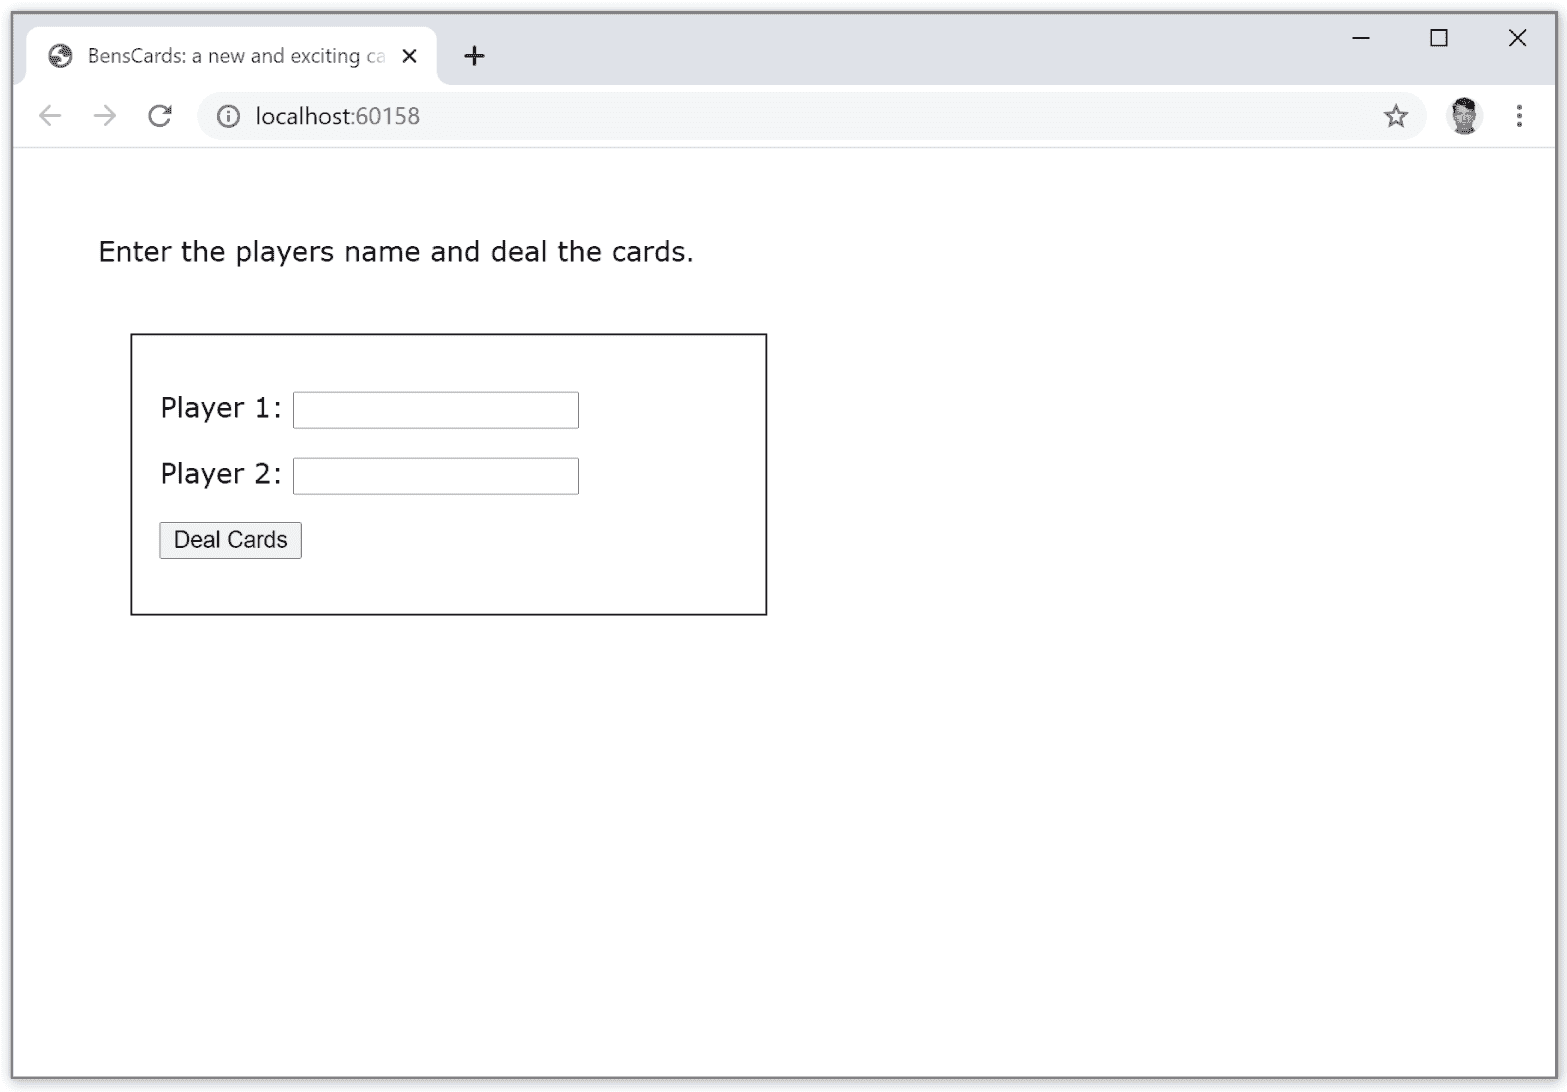 BensCards: a new and exciting ca
localhost:60158
Enter the players name and deal the cards.
Player 1:
Player 2:
Deal Cards